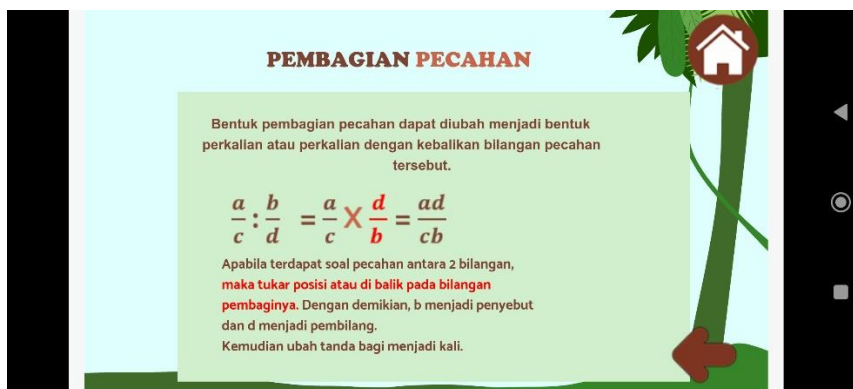 PEMBAGIAN PECAHAN
Bentuk pembagian pecahan dapat diubah menjadi bentuk
perkalian atau perkalian dengan kebalikan bilangan pecahan
tersebut.
a/c : b/d = a/c X d/b = ad/cb
Apabila terdapat soal pecahan antara 2 bilangan,
maka tukar posisi atau di balik pada bilangan
pembaginya. Dengan demikian, b menjadi penyebut
dan d menjadi pembilang.
Kemudian ubah tanda bagi menjadi kali.